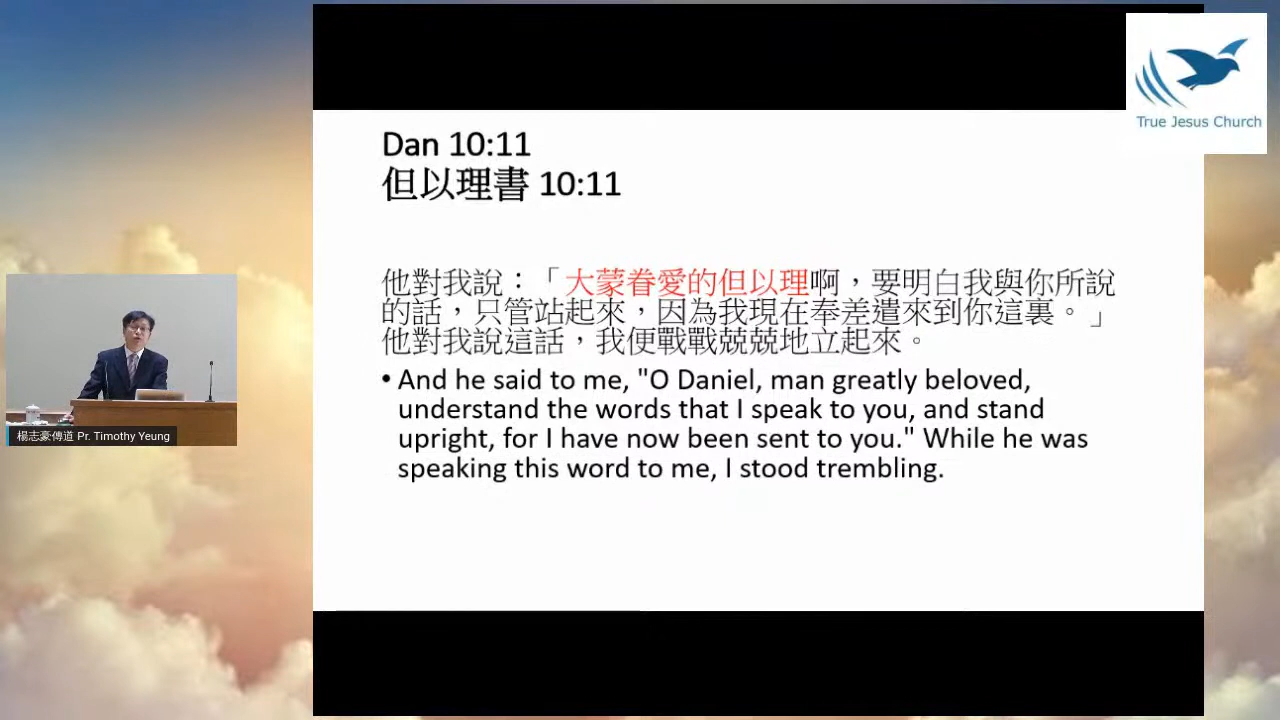 True Jesus Church
Dan 10:11
但以理書 10:11
他對我說：「大蒙眷愛的但以理啊，要明白我與你所說
的話，只管站起來，因為我現在奉差遣來到你這裏。」
他對我說這話，我便戰戰兢兢地立起來。
• And he said to me, "O Daniel, man greatly beloved,
understand the words that I speak to you, and stand
upright, for I have now been sent to you." While he was
speaking this word to me, I stood trembling.
楊志豪傳道 Pr. Timothy Yeung